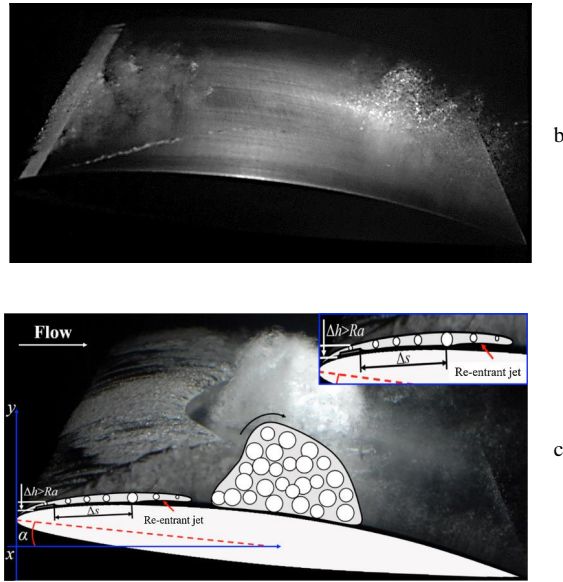 b
Flow
Δh>Ra
Δs
Re-entrant jet
y
Δh>Ra
Δs
Re-entrant jet
α
x
c